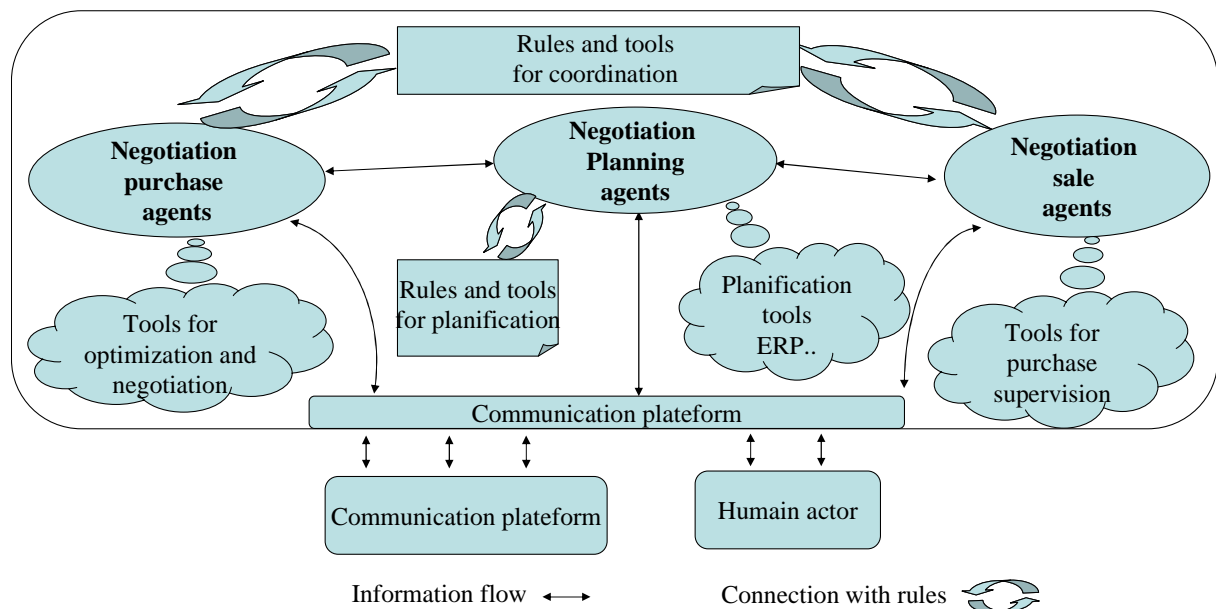 Rules and tools
for coordination
Negotiation
purchase
agents
Negotiation
Planning
agents
Negotiation
sale
agents
Rules and tools
for planification
Planification
tools
ERP..
Tools for
optimization and
negotiation
Tools for
purchase
supervision
Communication plateform
Communication plateform
Humain actor
Information flow
Connection with rules